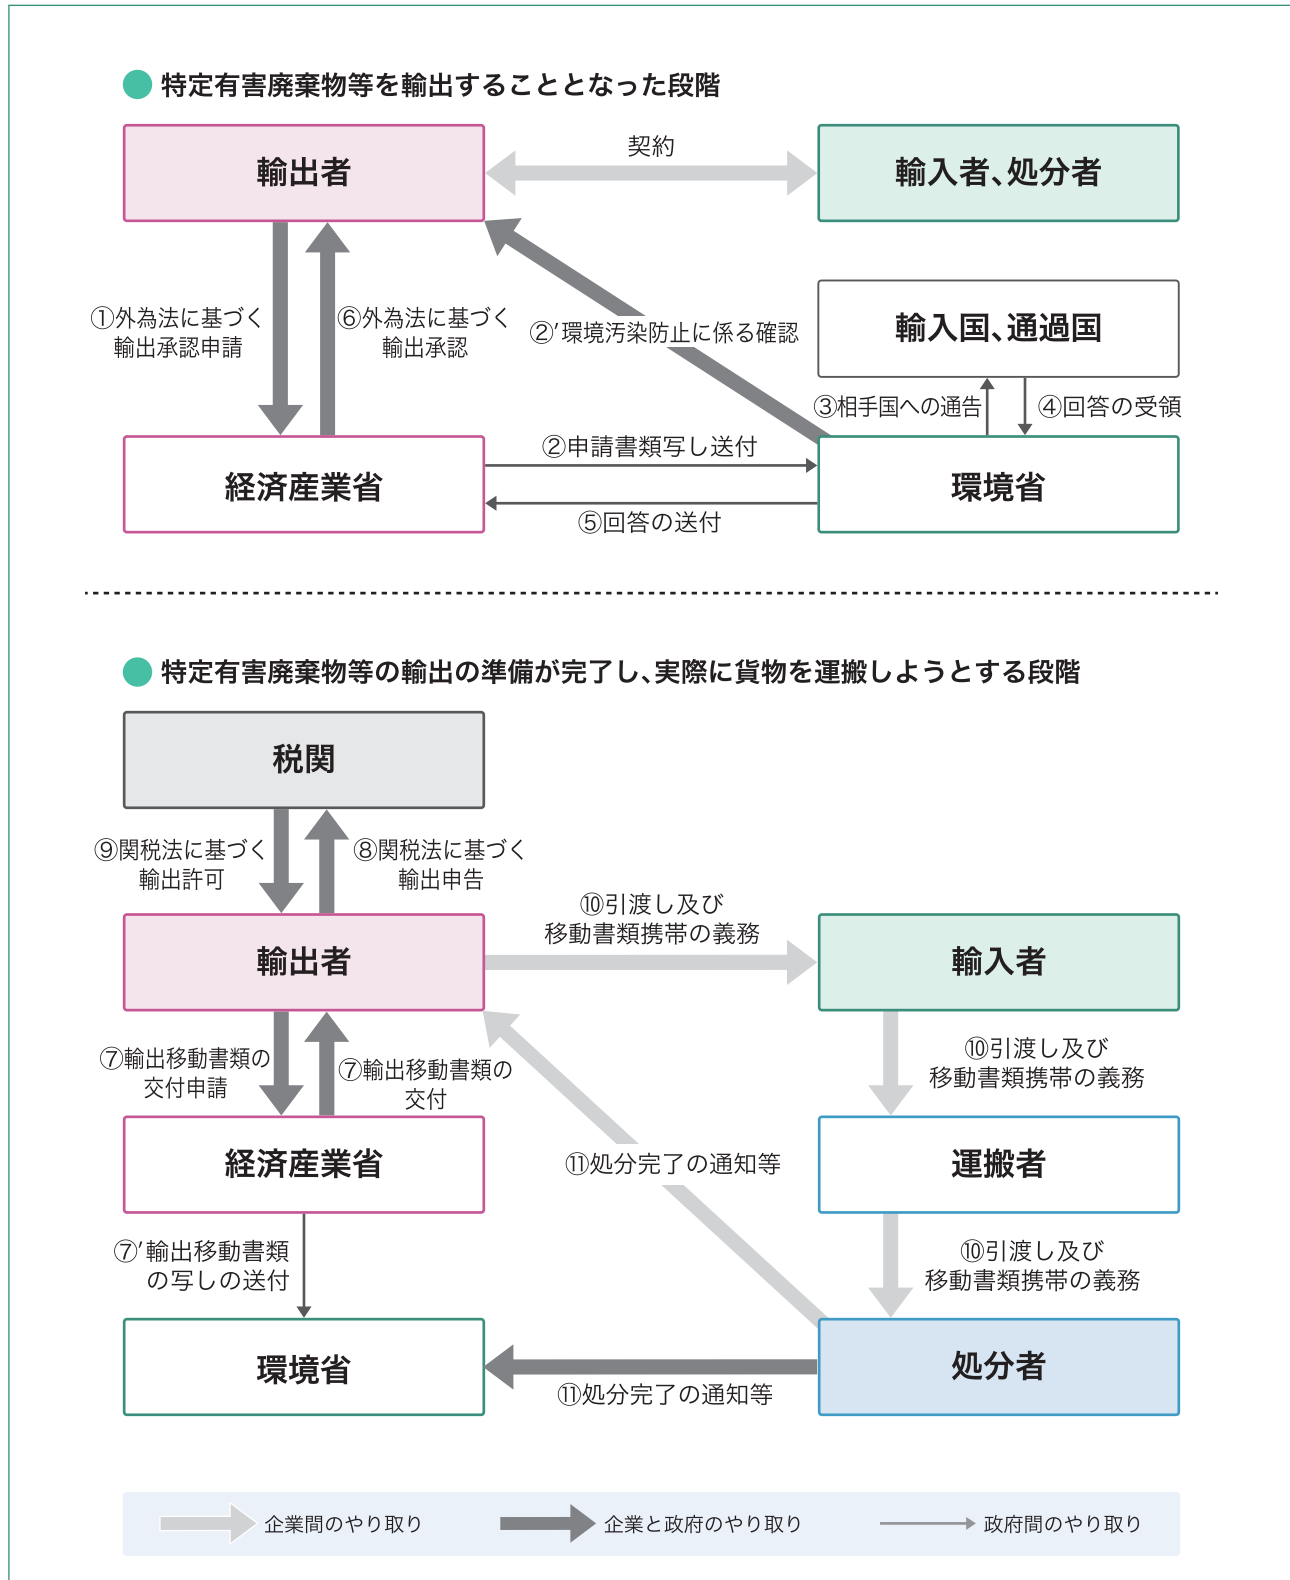 特定有害廃棄物等を輸出することとなった段階
輸出者
契約
輸入者、処分者
①外為法に基づく
輸出承認申請
⑥外為法に基づく
輸出承認
②’環境汚染防止に係る確認
輸入国、通過国
③相手国への通告
④回答の受領
経済産業省
②申請書類写し送付
⑤回答の送付
環境省
特定有害廃棄物等の輸出の準備が完了し、実際に貨物を運搬しようとする段階
税関
⑨関税法に基づく
輸出許可
⑧関税法に基づく
輸出申告
輸出者
⑩引渡し及び
移動書類携帯の義務
輸入者
⑦輸出移動書類の
交付申請
⑦輸出移動書類の
交付
⑩引渡し及び
移動書類携帯の義務
経済産業省
⑪処分完了の通知等
運搬者
⑦’輸出移動書類
の写しの送付
⑩引渡し及び
移動書類携帯の義務
環境省
⑪処分完了の通知等
処分者
企業間のやり取り
企業と政府のやり取り
政府間のやり取り